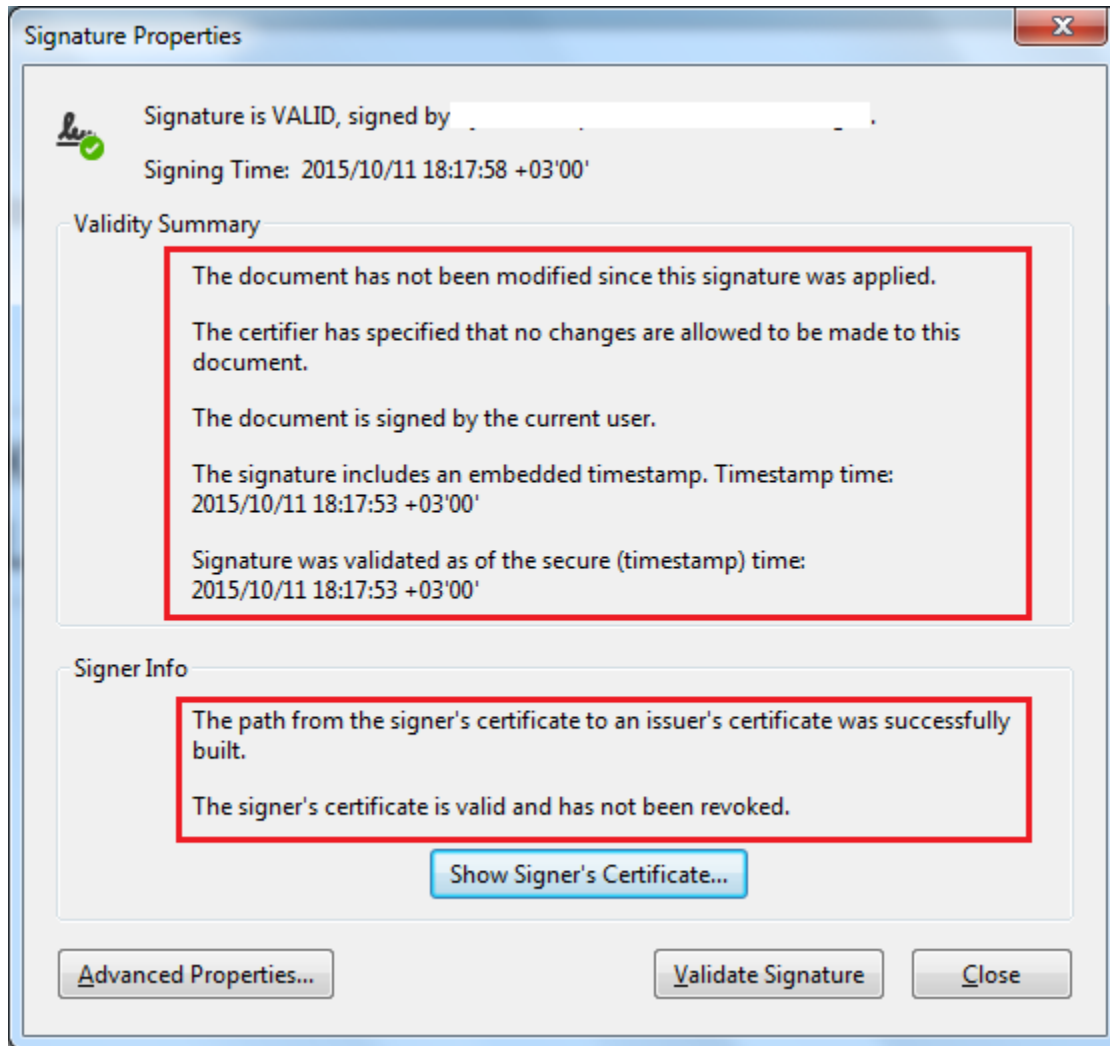 Signature Properties
Signature is VALID, signed by .
Signing Time: 2015/10/11 18:17:58 +03'00'
Validity Summary
The document has not been modified since this signature was applied.
The certifier has specified that no changes are allowed to be made to this
document.
The document is signed by the current user.
The signature includes an embedded timestamp. Timestamp time:
2015/10/11 18:17:53 +03'00'
Signature was validated as of the secure (timestamp) time:
2015/10/11 18:17:53 +03'00'
Signer Info
The path from the signer's certificate to an issuer's certificate was successfully
built.
The signer's certificate is valid and has not been revoked.
Show Signer's Certificate...
Advanced Properties...
Validate Signature
Close